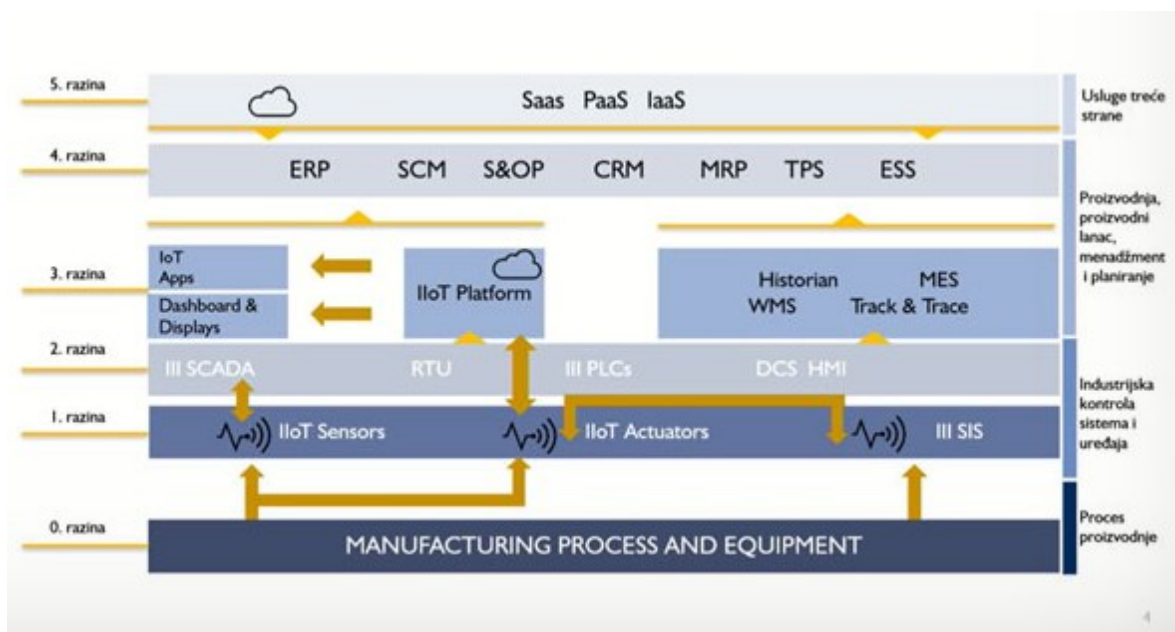 5. razina
Saas PaaS IaaS
Usluge treće
strane
4. razina
ERP SCM S&OP CRM MRP TPS ESS
Proizvodnja,
proizvodni
lanac,
menadžment
i planiranje
3. razina
IoT
Apps
Dashboard &
Displays
IIoT Platform
Historian MES
WMS Track & Trace
2. razina
III SCADA RTU III PLCs DCS HMI
Industrijska
kontrola
sistema i
uređaja
1. razina
IIoT Sensors IIoT Actuators III SIS
0. razina
MANUFACTURING PROCESS AND EQUIPMENT
Proces
proizvodnje
4